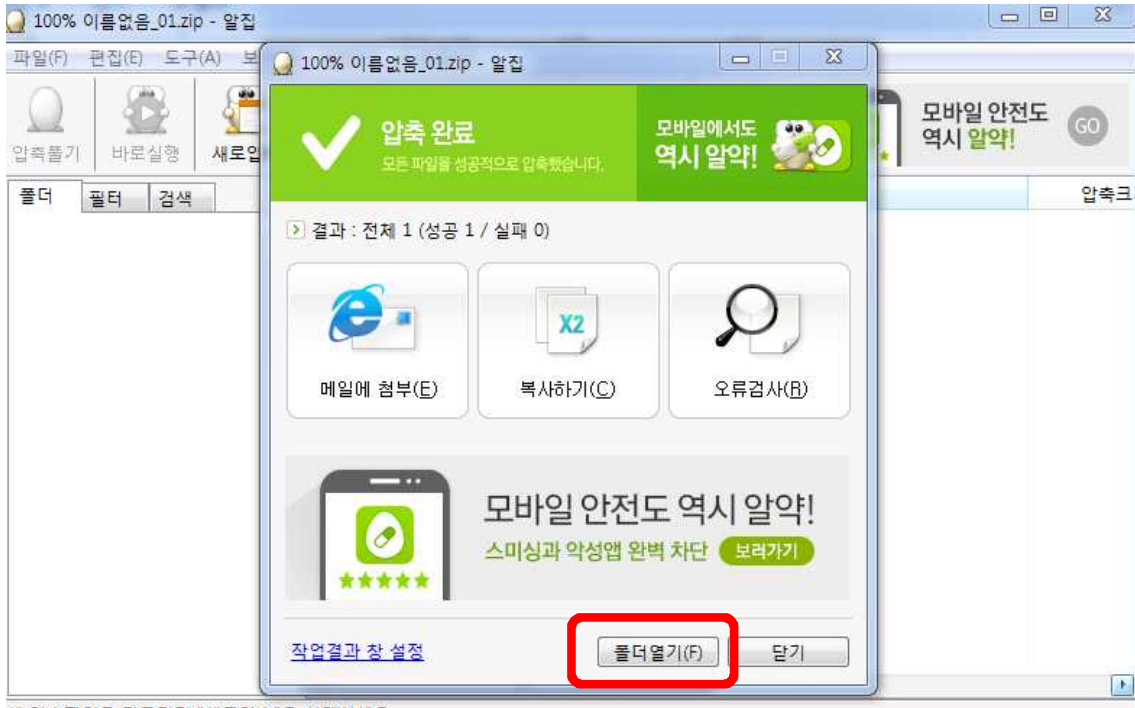 100% 이름없음_01.zip - 알집
파일(F) 편집(E) 도구(A)
압축풀기 바로실행 새로압
모바일 안전도
역시 알약!
GO
폴더 필터 검색
압축크
100% 이름없음_01.zip - 알집
압축 완료
모든 파일을 성공적으로 압축했습니다.
모바일에서도
역시 알약!
결과 : 전체 1 (성공 1 / 실패 0)
X2
메일에 첨부(E) 복사하기(C) 오류검사(R)
모바일 안전도 역시 알약!
스미싱과 악성앱 완벽 차단 보러가기
작업결과 창 설정 폴더열기(F) 닫기